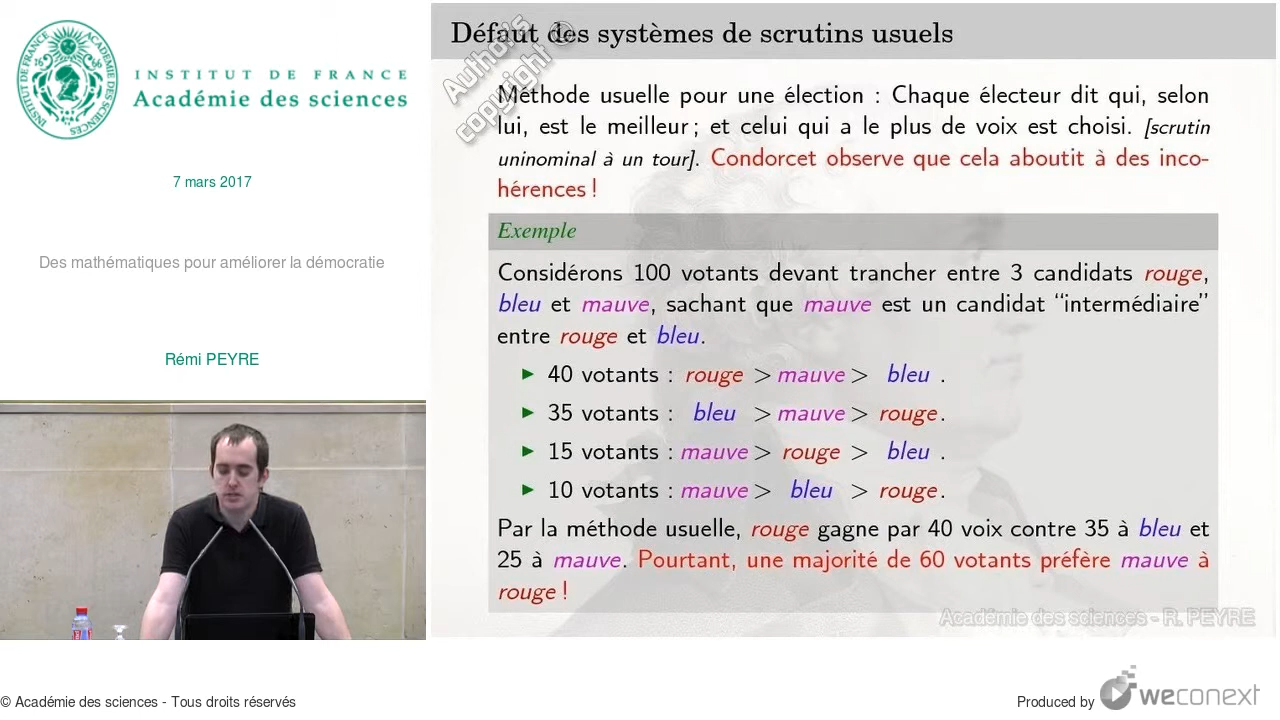 INSTITUT DE FRANCE
Académie des sciences
7 mars 2017
Des mathématiques pour améliorer la démocratie
Rémi PEYRE
Défaut des systèmes de scrutins usuels
Author's
copyright ©
Méthode usuelle pour une élection : Chaque électeur dit qui, selon
lui, est le meilleur ; et celui qui a le plus de voix est choisi. [scrutin
uninominal à un tour]. Condorcet observe que cela aboutit à des inco-
hérences !
Exemple
Considérons 100 votants devant trancher entre 3 candidats rouge,
bleu et mauve, sachant que mauve est un candidat “intermédiaire”
entre rouge et bleu.
▶ 40 votants : rouge > mauve > bleu .
▶ 35 votants : bleu > mauve > rouge.
▶ 15 votants : mauve > rouge > bleu .
▶ 10 votants : mauve > bleu > rouge.
Par la méthode usuelle, rouge gagne par 40 voix contre 35 à bleu et
25 à mauve. Pourtant, une majorité de 60 votants préfère mauve à
rouge !
Académie des sciences - R. PEYRE
© Académie des sciences - Tous droits réservés
Produced by weconext